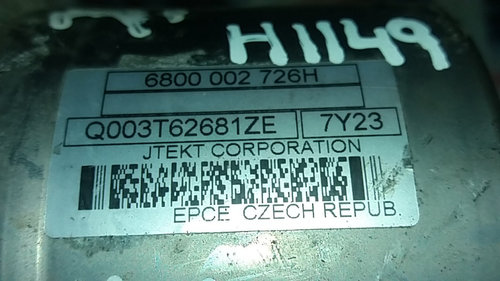 H1149
6800 002 726H
Q003T62681ZE 7Y23
JTEKT CORPORATION
EPCE CZECH REPUB.